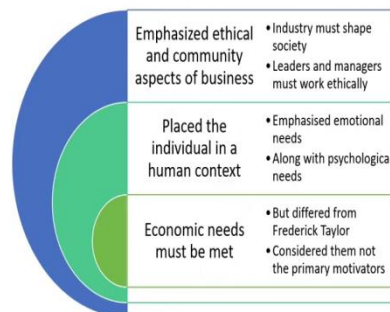 Emphasized ethical
and community
aspects of business
• Industry must shape
society
• Leaders and managers
must work ethically
Placed the
individual in a
human context
• Emphasised emotional
needs
• Along with psychological
needs
Economic needs
must be met
• But differed from
Frederick Taylor
• Considered them not
the primary motivators